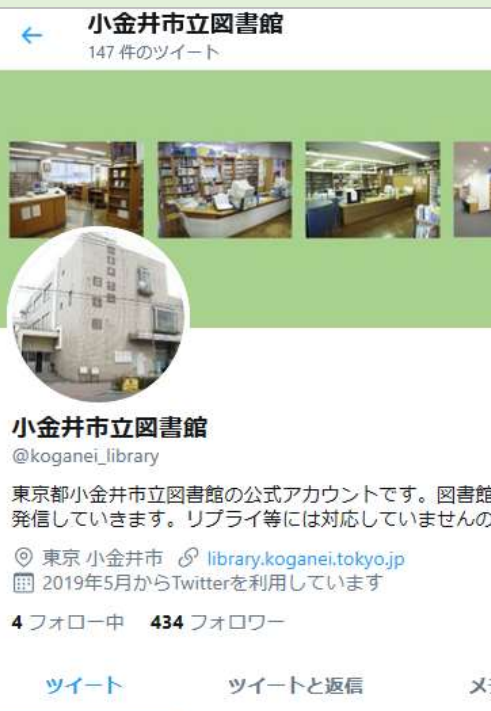 小金井市立図書館
147 件のツイート
小金井市立図書館
@koganei_library
東京都小金井市立図書館の公式アカウントです。図書館
発信していきます。リプライ等には対応していませんの
東京 小金井市 library.koganei.tokyo.jp
2019年5月からTwitterを利用しています
4 フォロー中 434 フォロワー
ツイート ツイートと返信 メ